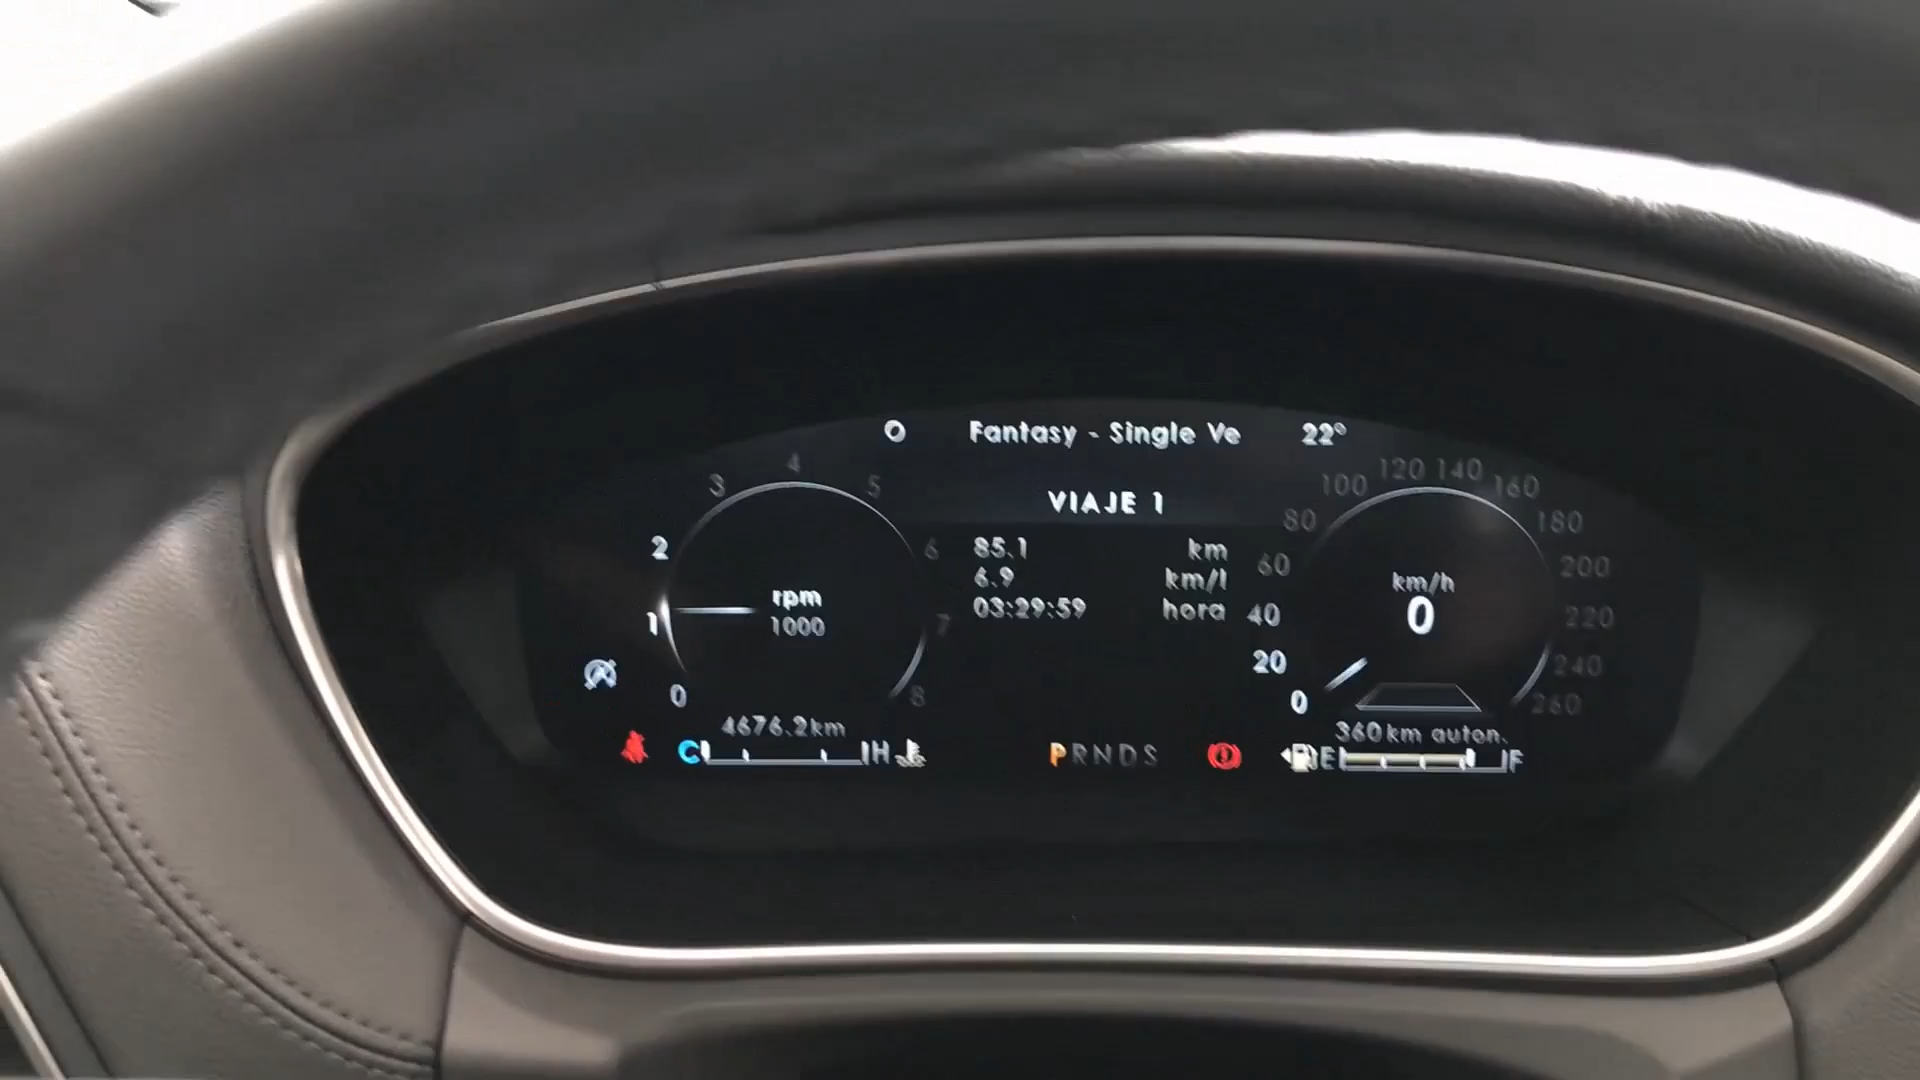 O Fantasy - Single Ve 22°
VIAJE 1
85.1 km
6.9 km/l
03:29:59 hora
0 1 2 3 4 5 6 7 8
rpm
1000
0 20 40 60 80 100 120 140 160 180 200 220 240 260
km/h
0
4676.2km
360km auton.
C H
PRNDS
E F